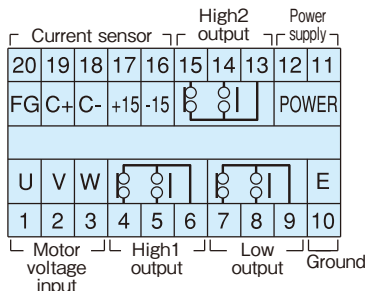 High2 Power
Current sensor output supply
20 19 18 17 16 15 14 13 12 11
FG C+ C- +15 -15 POWER
U V W E
1 2 3 4 5 6 7 8 9 10
Motor voltage input
High1 output
Low output
Ground